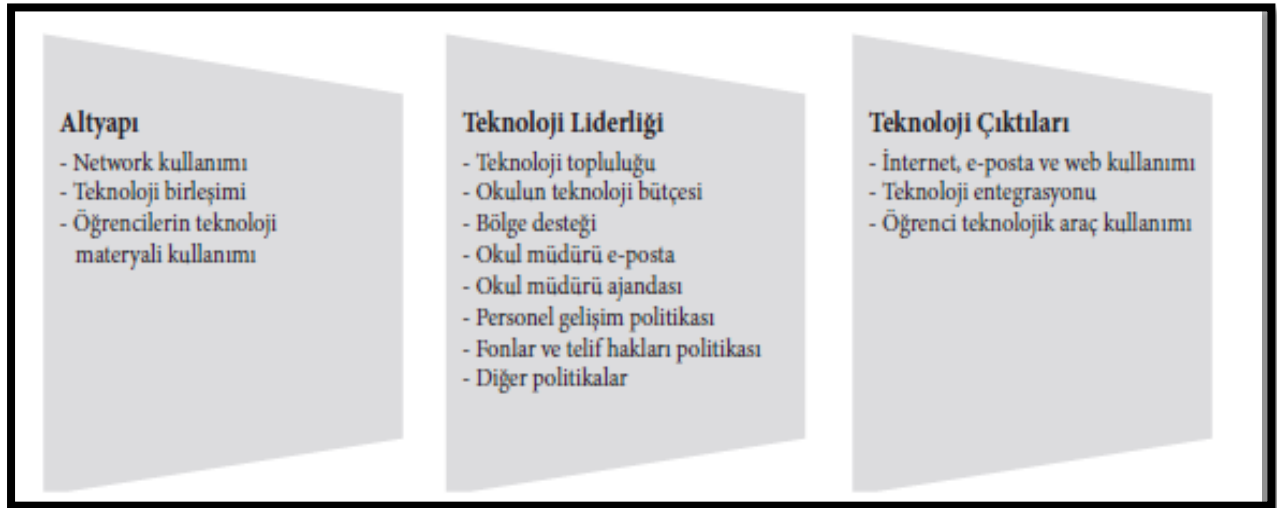 Altyapı
- Network kullanımı
- Teknoloji birleşimi
- Öğrencilerin teknoloji
materyali kullanımı
Teknoloji Liderliği
- Teknoloji topluluğu
- Okulun teknoloji bütçesi
- Bölge desteği
- Okul müdürü e-posta
- Okul müdürü ajandası
- Personel gelişim politikası
- Fonlar ve telif hakları politikası
- Diğer politikalar
Teknoloji Çıktıları
- İnternet, e-posta ve web kullanımı
- Teknoloji entegrasyonu
- Öğrenci teknolojik araç kullanımı